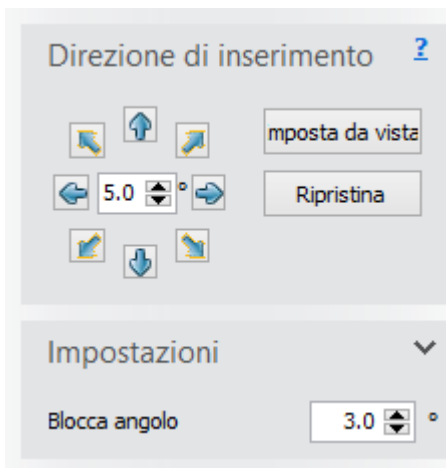 Direzione di inserimento ?
mposta da vista
5.0 °
Ripristina
Impostazioni
Blocca angolo 3.0 °